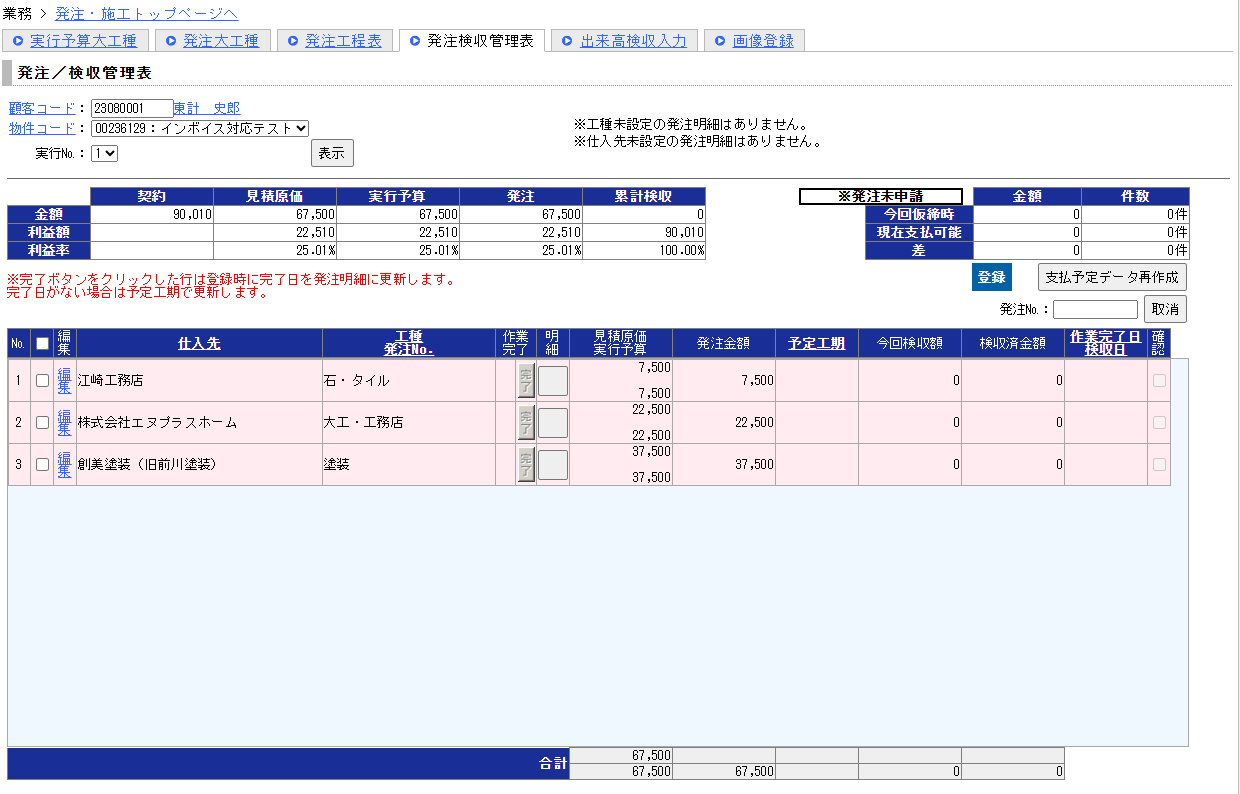 業務 > 発注・施工トップページへ
実行予算大工種 発注大工種 発注工程表 発注検収管理表 出来高検収入力 画像登録
発注／検収管理表
顧客コード： 23080001 東計　史郎
物件コード： 00236129：インボイス対応テスト
実行No.： 1 表示
※工種未設定の発注明細はありません。
※仕入先未設定の発注明細はありません。
契約 見積原価 実行予算 発注 累計検収
金額 90,010 67,500 67,500 67,500 0
利益額 22,510 22,510 22,510 90,010
利益率 25.01% 25.01% 25.01% 100.00%
※発注未申請 金額 件数
今回仮締時 0 0件
現在支払可能 0 0件
差 0 0件
※完了ボタンをクリックした行は登録時に完了日を発注明細に更新します。
完了日がない場合は予定工期で更新します。
登録 支払予定データ再作成
発注No.： 取消
No. 編集 仕入先 工種 発注No. 作業完了 明細 見積原価 実行予算 発注金額 予定工期 今回検収額 検収済金額 作業完了日 検収日 確認
1 編集 江崎工務店 石・タイル 完了 7,500 7,500 7,500 0 0
2 編集 株式会社エヌプラスホーム 大工・工務店 完了 22,500 22,500 22,500 0 0
3 編集 創美塗装（旧前川塗装） 塗装 完了 37,500 37,500 37,500 0 0
合計 67,500
67,500 67,500 0 0